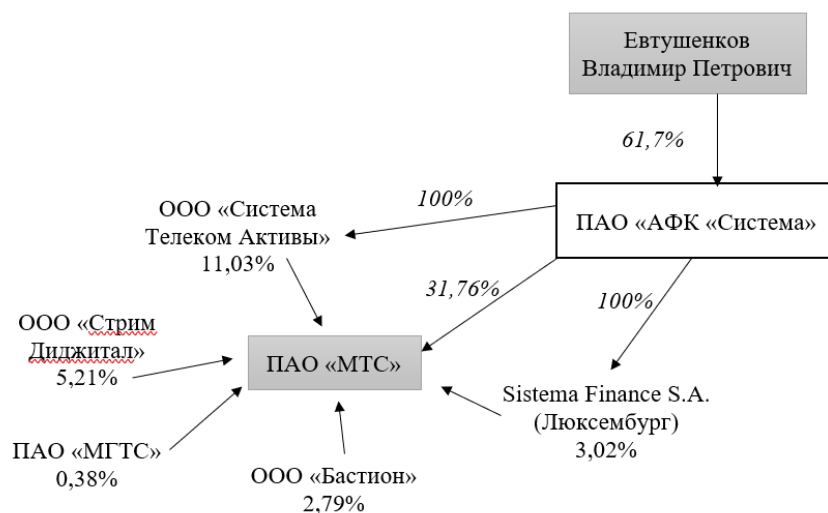 Евтушенков
Владимир Петрович
61,7%
ПАО «АФК «Система»
100%
ООО «Система
Телеком Активы»
11,03%
31,76%
100%
ООО «Стрим
Диджитал»
5,21%
ПАО «МТС»
Sistema Finance S.A.
(Люксембург)
3,02%
ПАО «МГТС»
0,38%
ООО «Бастион»
2,79%